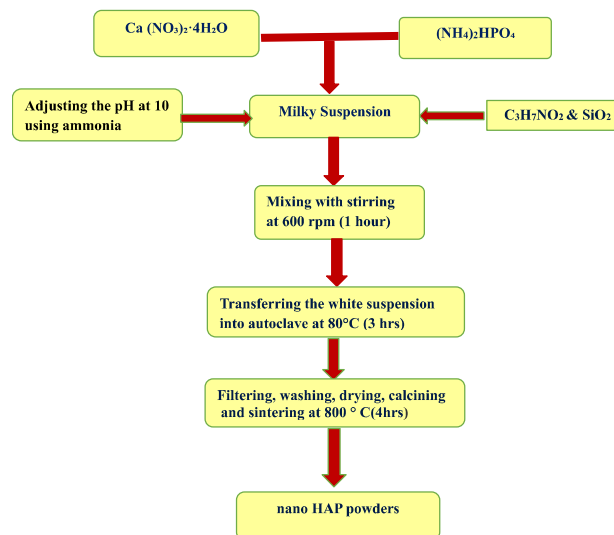 Ca (NO₃)₂·4H₂O
(NH₄)₂HPO₄
Adjusting the pH at 10
using ammonia
Milky Suspension
C₃H₇NO₂ & SiO₂
Mixing with stirring
at 600 rpm (1 hour)
Transferring the white suspension
into autoclave at 80°C (3 hrs)
Filtering, washing, drying, calcining
and sintering at 800 ° C(4hrs)
nano HAP powders